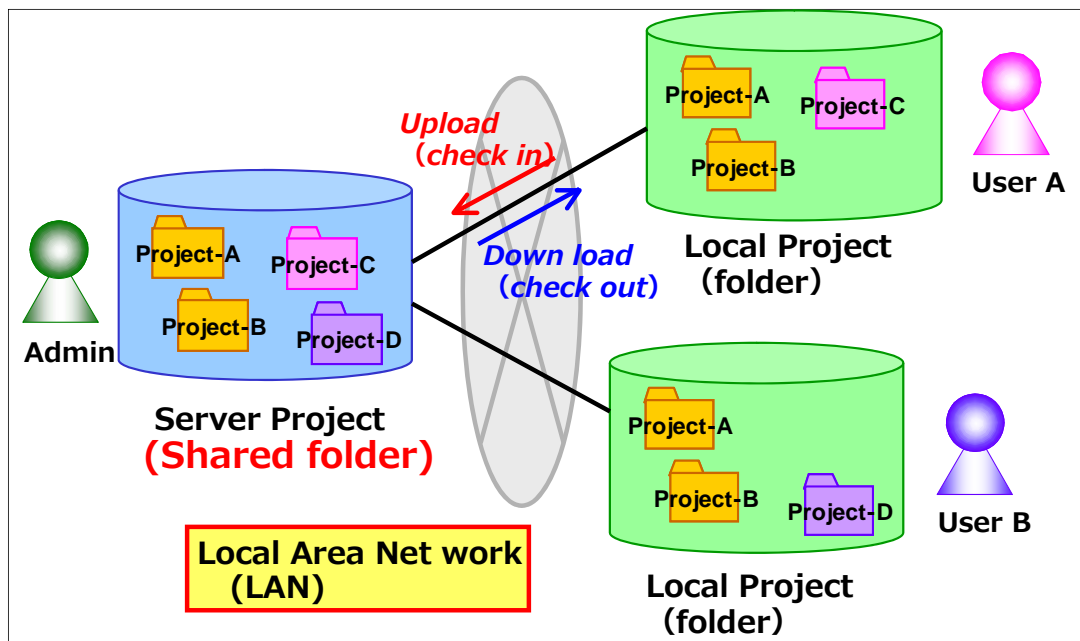 Project-A
Project-C
Project-B
User A
Local Project
(folder)
Upload
(check in)
Down load
(check out)
Project-A
Project-C
Project-B
Project-D
Admin
Server Project
(Shared folder)
Project-A
Project-B
Project-D
User B
Local Project
(folder)
Local Area Net work
(LAN)